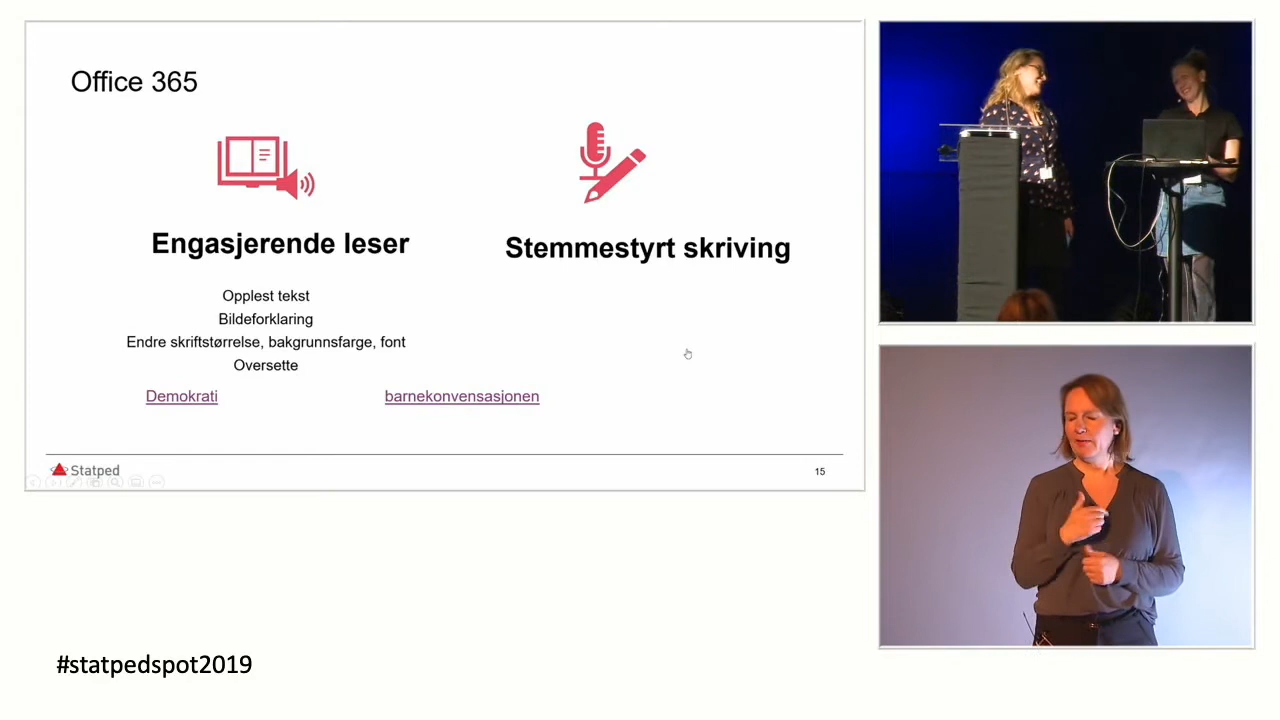 Office 365
Engasjerende leser
Stemmestyrt skriving
Opplest tekst
Bildeforklaring
Endre skriftstørrelse, bakgrunnsfarge, font
Oversette
Demokrati
barnekonvensasjonen
Statped
15
#statpedspot2019